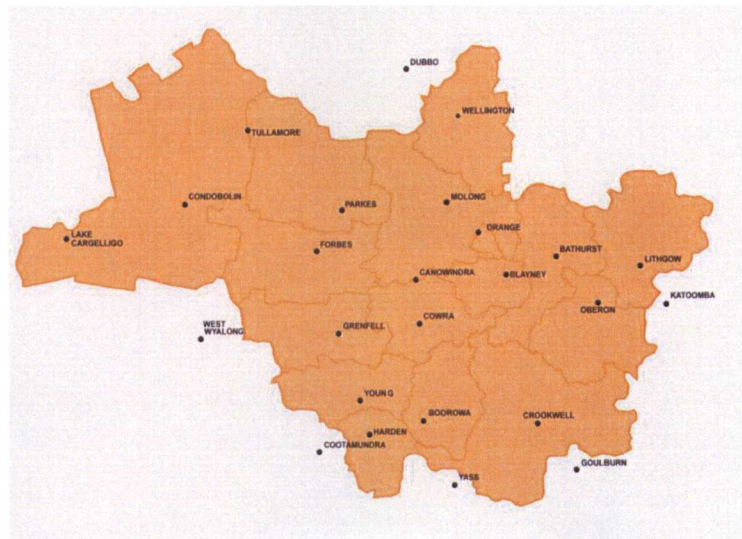 DUBBO
WELLINGTON
TULLAMORE
CONDOBOLIN
MOLONG
PARKES
ORANGE
LAKE
CARGELLIGO
FORBES
BATHURST
LITHGOW
CANOWINDRA
BLAYNEY
KATOOMBA
OBERON
WEST
WYALONG
GRENFELL
COWRA
YOUNG
BOOROWA
CROOKWELL
HARDEN
COOTAMUNDRA
GOULBURN
YASS